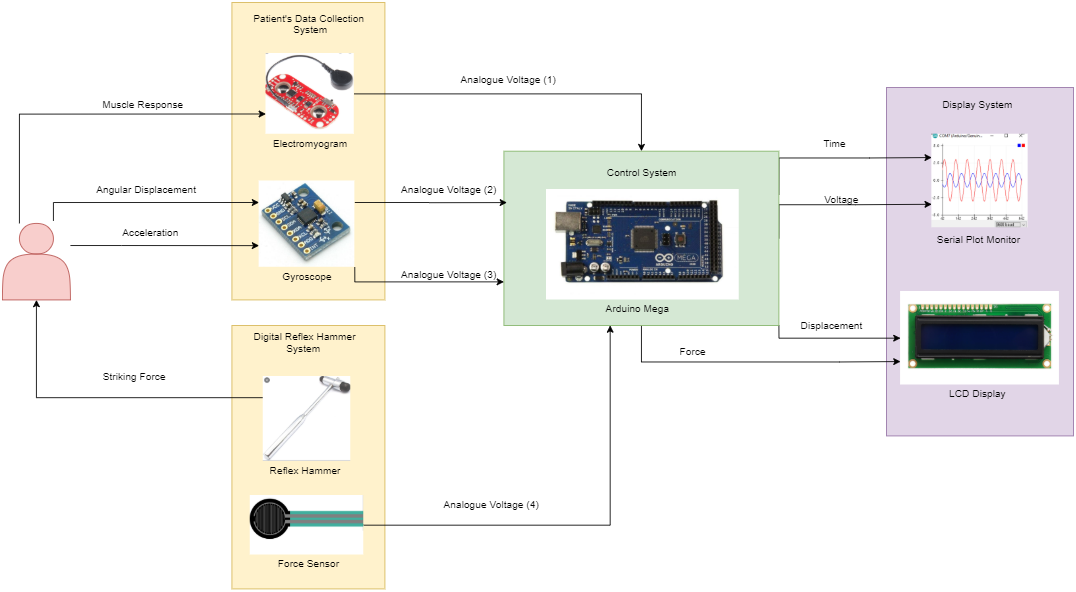 Patient's Data Collection
System
Analogue Voltage (1)
Muscle Response
Electromyogram
Display System
Time
Control System
Angular Displacement
Analogue Voltage (2)
Voltage
Acceleration
Serial Plot Monitor
Gyroscope
Analogue Voltage (3)
MEGA
ARDUINO
Arduino Mega
Displacement
Digital Reflex Hammer
System
Force
Striking Force
LCD Display
Reflex Hammer
Analogue Voltage (4)
Force Sensor